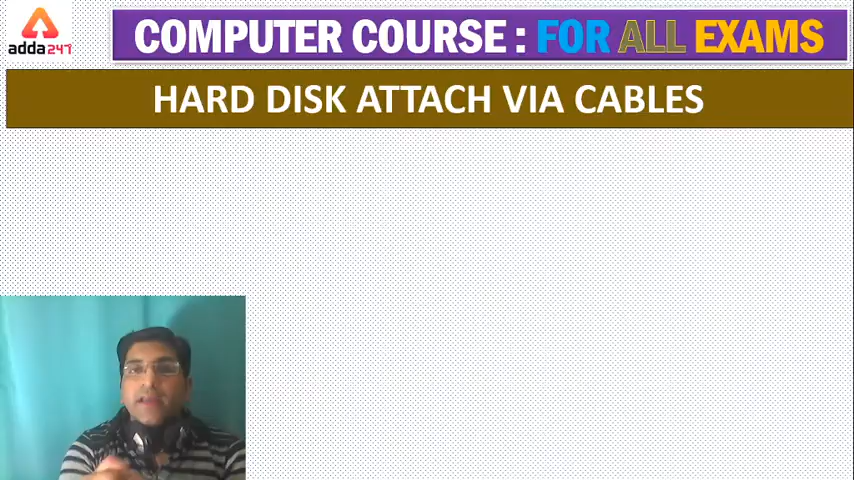 COMPUTER COURSE : FOR ALL EXAMS
adda247
HARD DISK ATTACH VIA CABLES